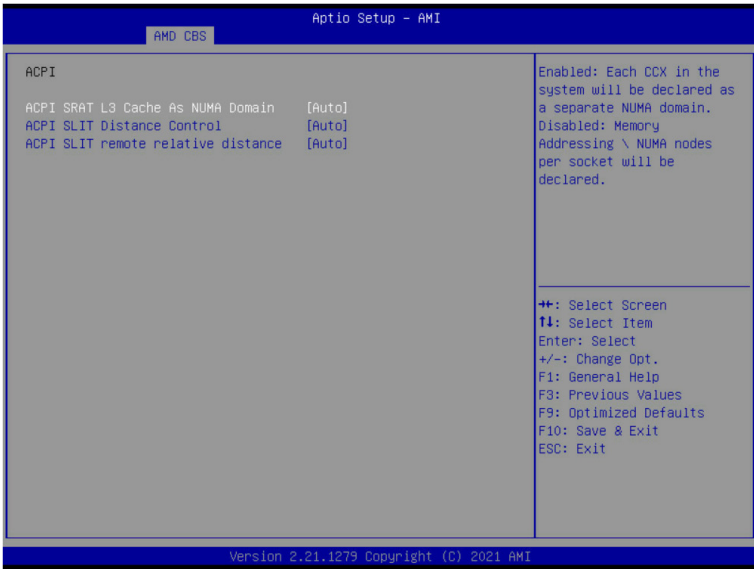 Aptio Setup – AMI
AMD CBS
ACPI
ACPI SRAT L3 Cache As NUMA Domain [Auto]
ACPI SLIT Distance Control [Auto]
ACPI SLIT remote relative distance [Auto]
Enabled: Each CCX in the
system will be declared as
a separate NUMA domain.
Disabled: Memory
Addressing \ NUMA nodes
per socket will be
declared.
→←: Select Screen
↑↓: Select Item
Enter: Select
+/-: Change Opt.
F1: General Help
F3: Previous Values
F9: Optimized Defaults
F10: Save & Exit
ESC: Exit
Version 2.21.1279 Copyright (C) 2021 AMI